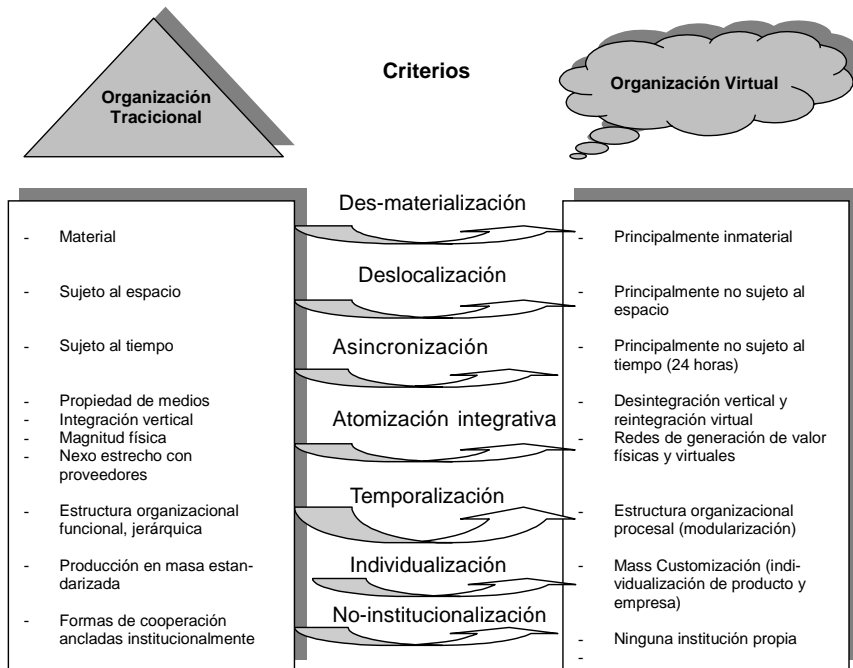 Organización
Tracicional
Criterios
Organización Virtual
Des-materialización
- Material
- Principalmente inmaterial
Deslocalización
- Sujeto al espacio
- Principalmente no sujeto al
espacio
Asincronización
- Sujeto al tiempo
- Principalmente no sujeto al
tiempo (24 horas)
Atomización integrativa
- Propiedad de medios
- Integración vertical
- Magnitud física
- Nexo estrecho con
proveedores
- Desintegración vertical y
reintegración virtual
- Redes de generación de valor
físicas y virtuales
Temporalización
- Estructura organizacional
funcional, jerárquica
- Estructura organizacional
procesal (modularización)
Individualización
- Producción en masa estan-
darizada
- Mass Customización (indi-
vidualización de producto y
empresa)
No-institucionalización
- Formas de cooperación
ancladas institucionalmente
- Ninguna institución propia
-